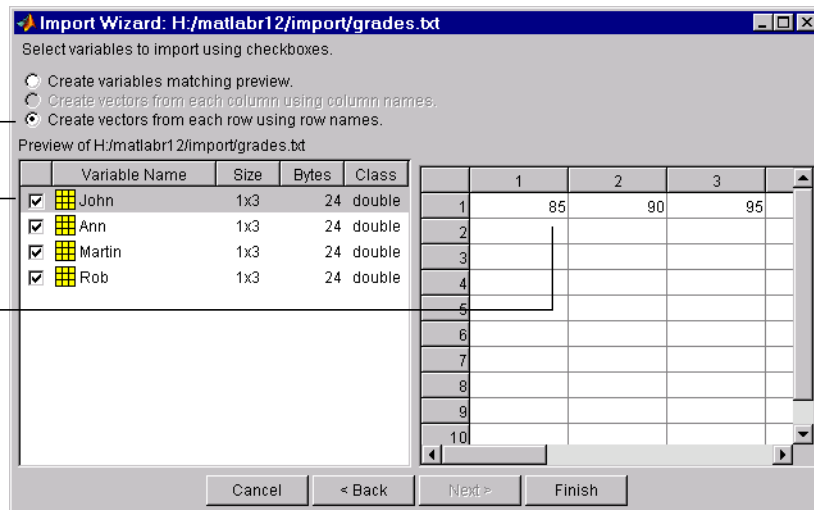 Import Wizard: H:/matlabr12/import/grades.txt
Select variables to import using checkboxes.
Create variables matching preview.
Create vectors from each column using column names.
Create vectors from each row using row names.
Preview of H:/matlabr12/import/grades.txt
Variable Name Size Bytes Class
John 1x3 24 double
Ann 1x3 24 double
Martin 1x3 24 double
Rob 1x3 24 double
1 2 3
1 85 90 95
2
3
4
5
6
7
8
9
10
Cancel < Back Next > Finish